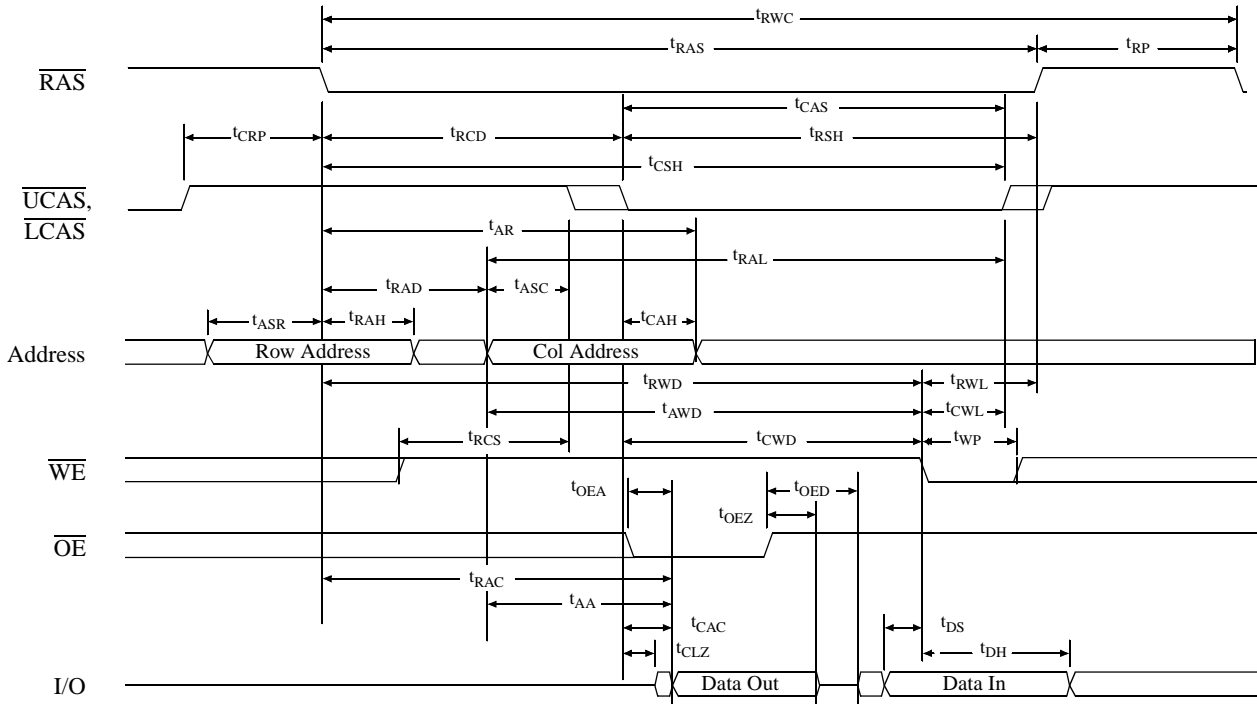 tRWC
tRAS
tRP
RAS
tCAS
tCRP
tRCD
tRSH
tCSH
UCAS,
LCAS
tAR
tRAL
tRAD
tASC
tASR
tRAH
tCAH
Address
Row Address
Col Address
tRWD
tRWL
tAWD
tCWL
tRCS
tCWD
tWP
WE
tOEA
tOED
tOEZ
OE
tRAC
tAA
tCAC
tDS
tCLZ
tDH
I/O
Data Out
Data In